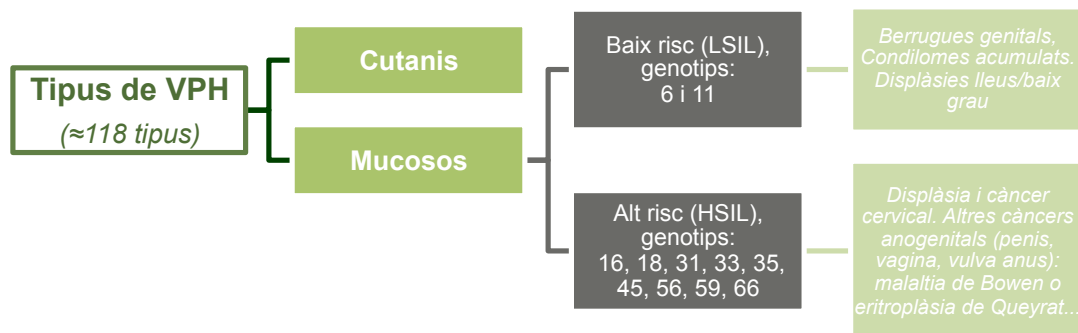 Tipus de VPH
(≈118 tipus)
Cutanis
Mucosos
Baix risc (LSIL),
genotips:
6 i 11
Berrugues genitals,
Condilomes acumulats.
Displàsies lleus/baix
grau
Alt risc (HSIL),
genotips:
16, 18, 31, 33, 35,
45, 56, 59, 66
Displàsia i càncer
cervical. Altres càncers
anogenitals (penis,
vagina, vulva anus):
malaltia de Bowen o
eritroplàsia de Queyrat...